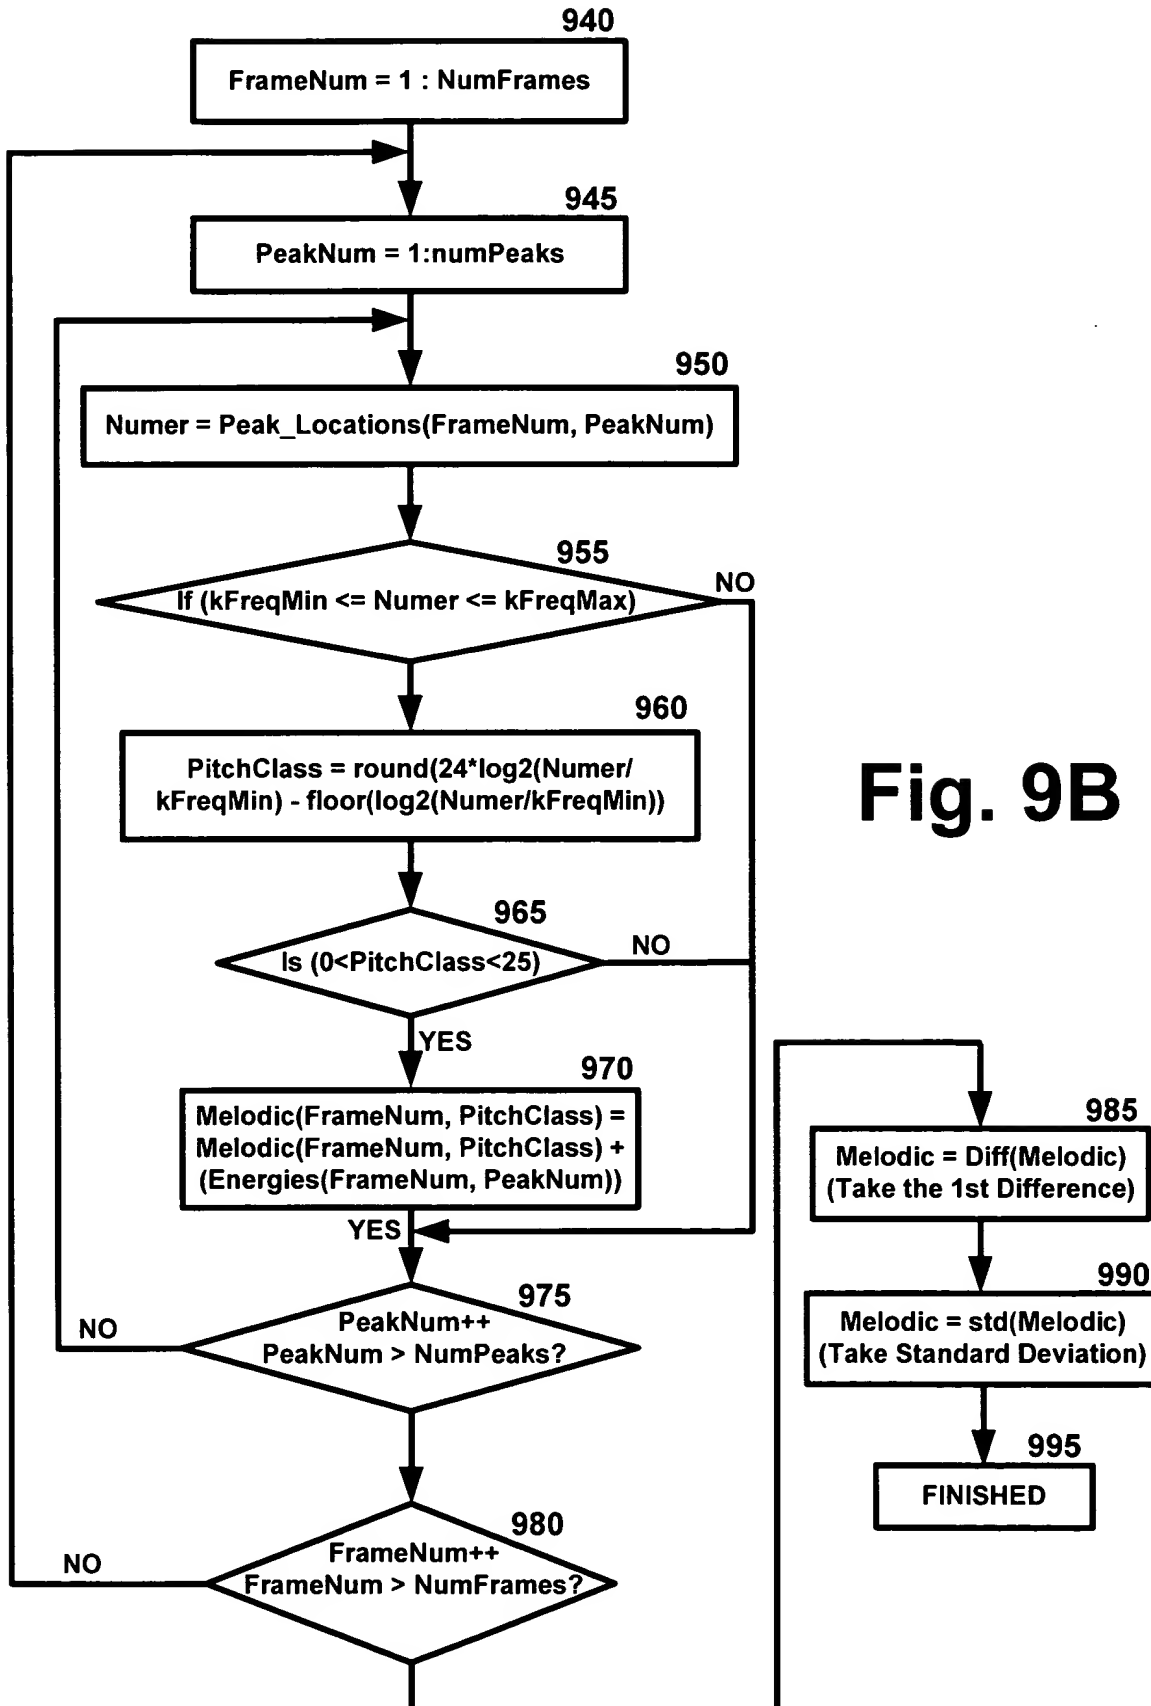 940
FrameNum = 1 : NumFrames
945
PeakNum = 1:numPeaks
950
Numer = Peak_Locations(FrameNum, PeakNum)
955
If (kFreqMin <= Numer <= kFreqMax)
NO
960
PitchClass = round(24*log2(Numer/
kFreqMin) - floor(log2(Numer/kFreqMin))
Fig. 9B
965
Is (0<PitchClass<25)
NO
YES
970
Melodic(FrameNum, PitchClass) =
Melodic(FrameNum, PitchClass) +
(Energies(FrameNum, PeakNum))
YES
975
PeakNum++
PeakNum > NumPeaks?
NO
980
FrameNum++
FrameNum > NumFrames?
NO
985
Melodic = Diff(Melodic)
(Take the 1st Difference)
990
Melodic = std(Melodic)
(Take Standard Deviation)
995
FINISHED